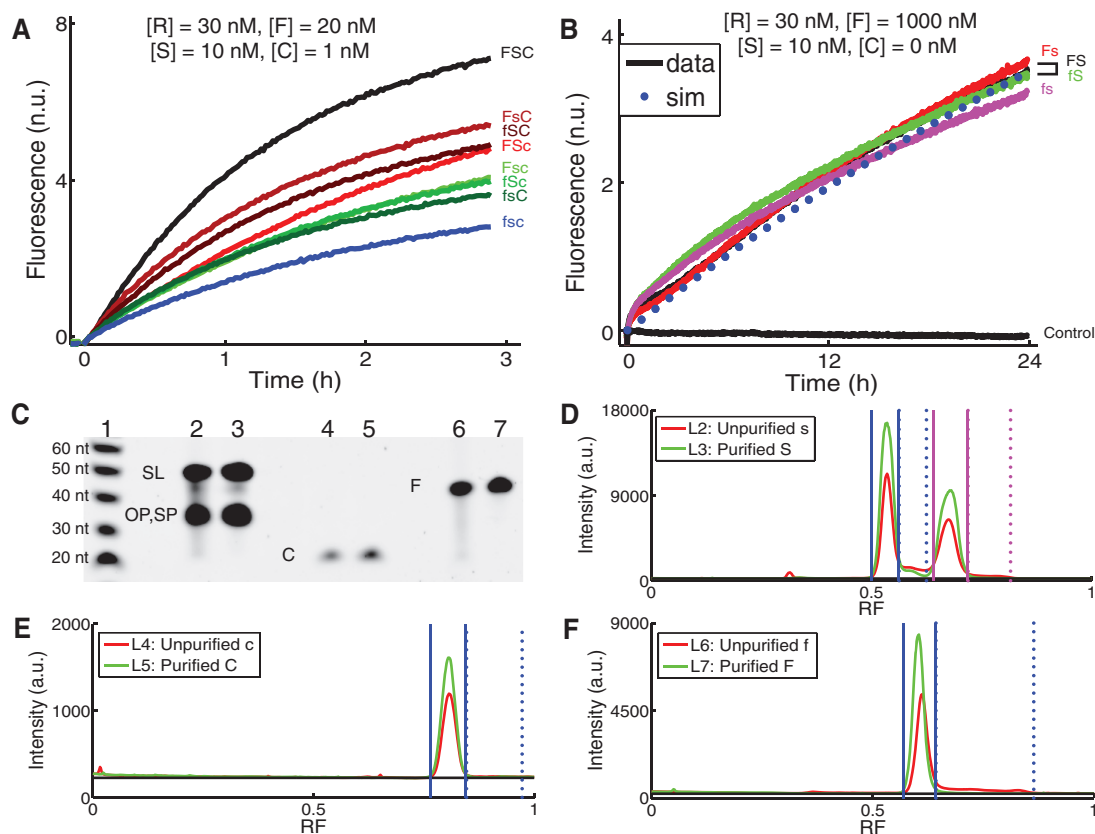 A
[R] = 30 nM, [F] = 20 nM
[S] = 10 nM, [C] = 1 nM
8
4
0
Fluorescence (n.u.)
FSC
FsC
fSC
FSc
Fsc
fSc
fsC
fsc
0
1
2
3
Time (h)
B
[R] = 30 nM, [F] = 1000 nM
[S] = 10 nM, [C] = 0 nM
data
sim
4
2
0
Fluorescence (n.u.)
Fs
FS
fS
fs
Control
0
12
24
Time (h)
C
1
2
3
4
5
6
7
60 nt
50 nt
40 nt
30 nt
20 nt
SL
OP,SP
C
F
D
18000
9000
0
Intensity (a.u.)
L2: Unpurified s
L3: Purified S
0
0.5
1
RF
E
2000
1000
0
Intensity (a.u.)
L4: Unpurified c
L5: Purified C
0
0.5
1
RF
F
9000
4500
0
Intensity (a.u.)
L6: Unpurified f
L7: Purified F
0
0.5
1
RF